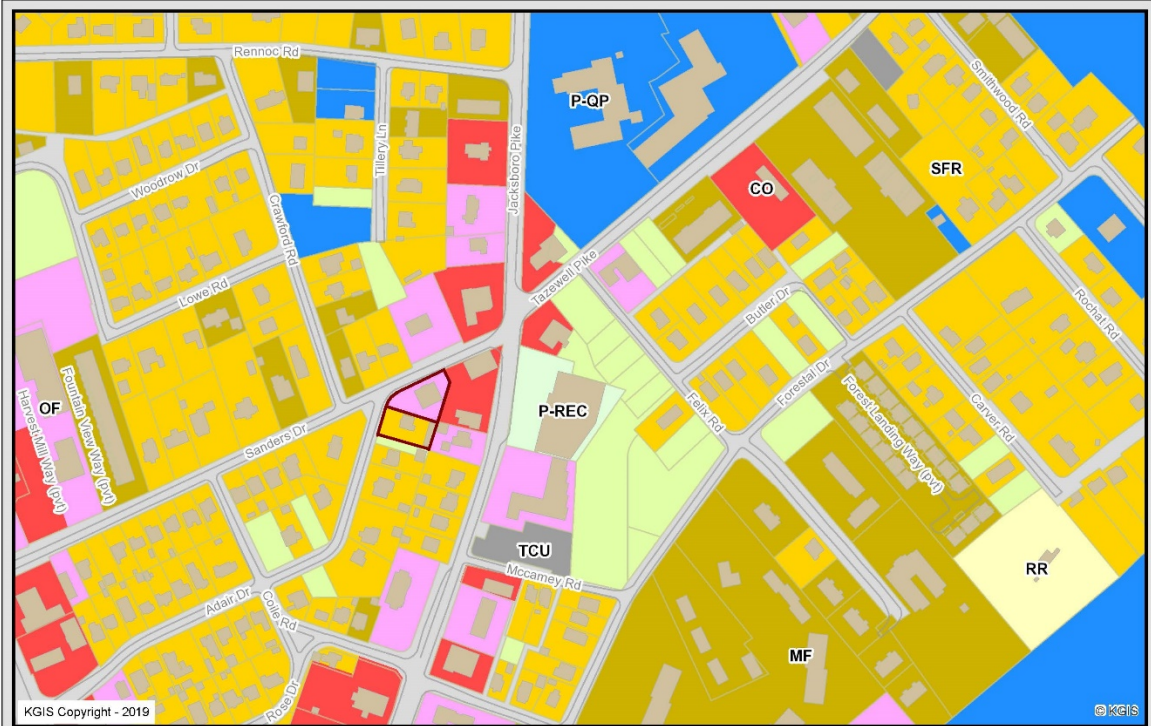 Rennoc Rd
Smithwood Rd
P-QP
Tillery Ln
Jacksboro Pike
SFR
CO
Woodrow Dr
Crawford Rd
Tazewell Pike
Lowe Rd
Butler Dr
Rochat Rd
Forestal Dr
Fountain View Way (pvt)
OF
Harvest Mill Way (pvt)
P-REC
Felix Rd
Forest Landing Way (pvt)
Carver Rd
Sanders Dr
TCU
Mccamey Rd
RR
Adair Dr
Coile Rd
MF
Rose Dr
KGIS Copyright - 2019
© KGIS